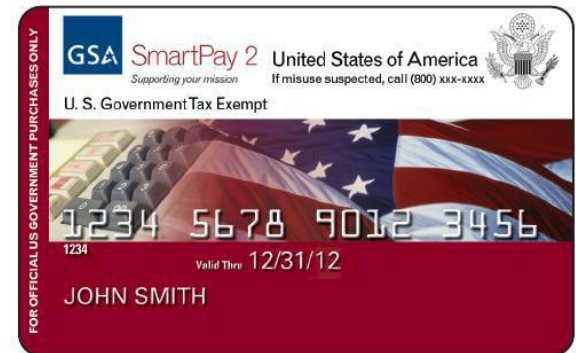 FOR OFFICIAL US GOVERNMENT PURCHASES ONLY
GSA SmartPay 2
Supporting your mission
United States of America
If misuse suspected, call (800) xxx-xxxx
U. S. Government Tax Exempt
1234 5678 9012 3456
1234
Valid Thru 12/31/12
JOHN SMITH